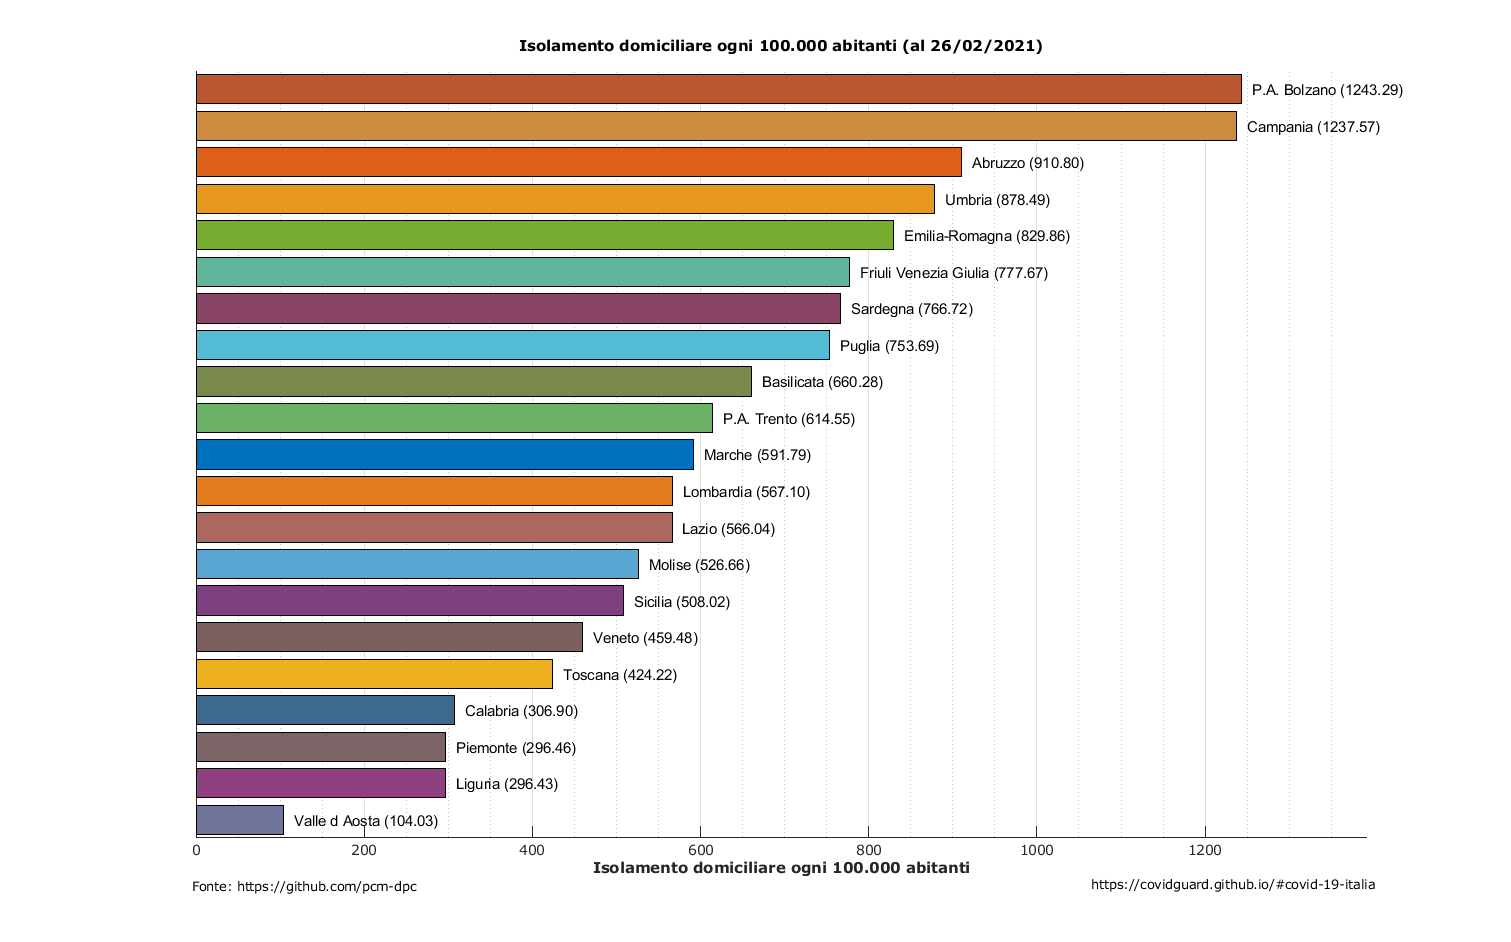 Isolamento domiciliare ogni 100.000 abitanti (al 26/02/2021)
P.A. Bolzano (1243.29)
Campania (1237.57)
Abruzzo (910.80)
Umbria (878.49)
Emilia-Romagna (829.86)
Friuli Venezia Giulia (777.67)
Sardegna (766.72)
Puglia (753.69)
Basilicata (660.28)
P.A. Trento (614.55)
Marche (591.79)
Lombardia (567.10)
Lazio (566.04)
Molise (526.66)
Sicilia (508.02)
Veneto (459.48)
Toscana (424.22)
Calabria (306.90)
Piemonte (296.46)
Liguria (296.43)
Valle d Aosta (104.03)
0 200 400 600 800 1000 1200
Isolamento domiciliare ogni 100.000 abitanti
Fonte: https://github.com/pcm-dpc
https://covidguard.github.io/#covid-19-italia